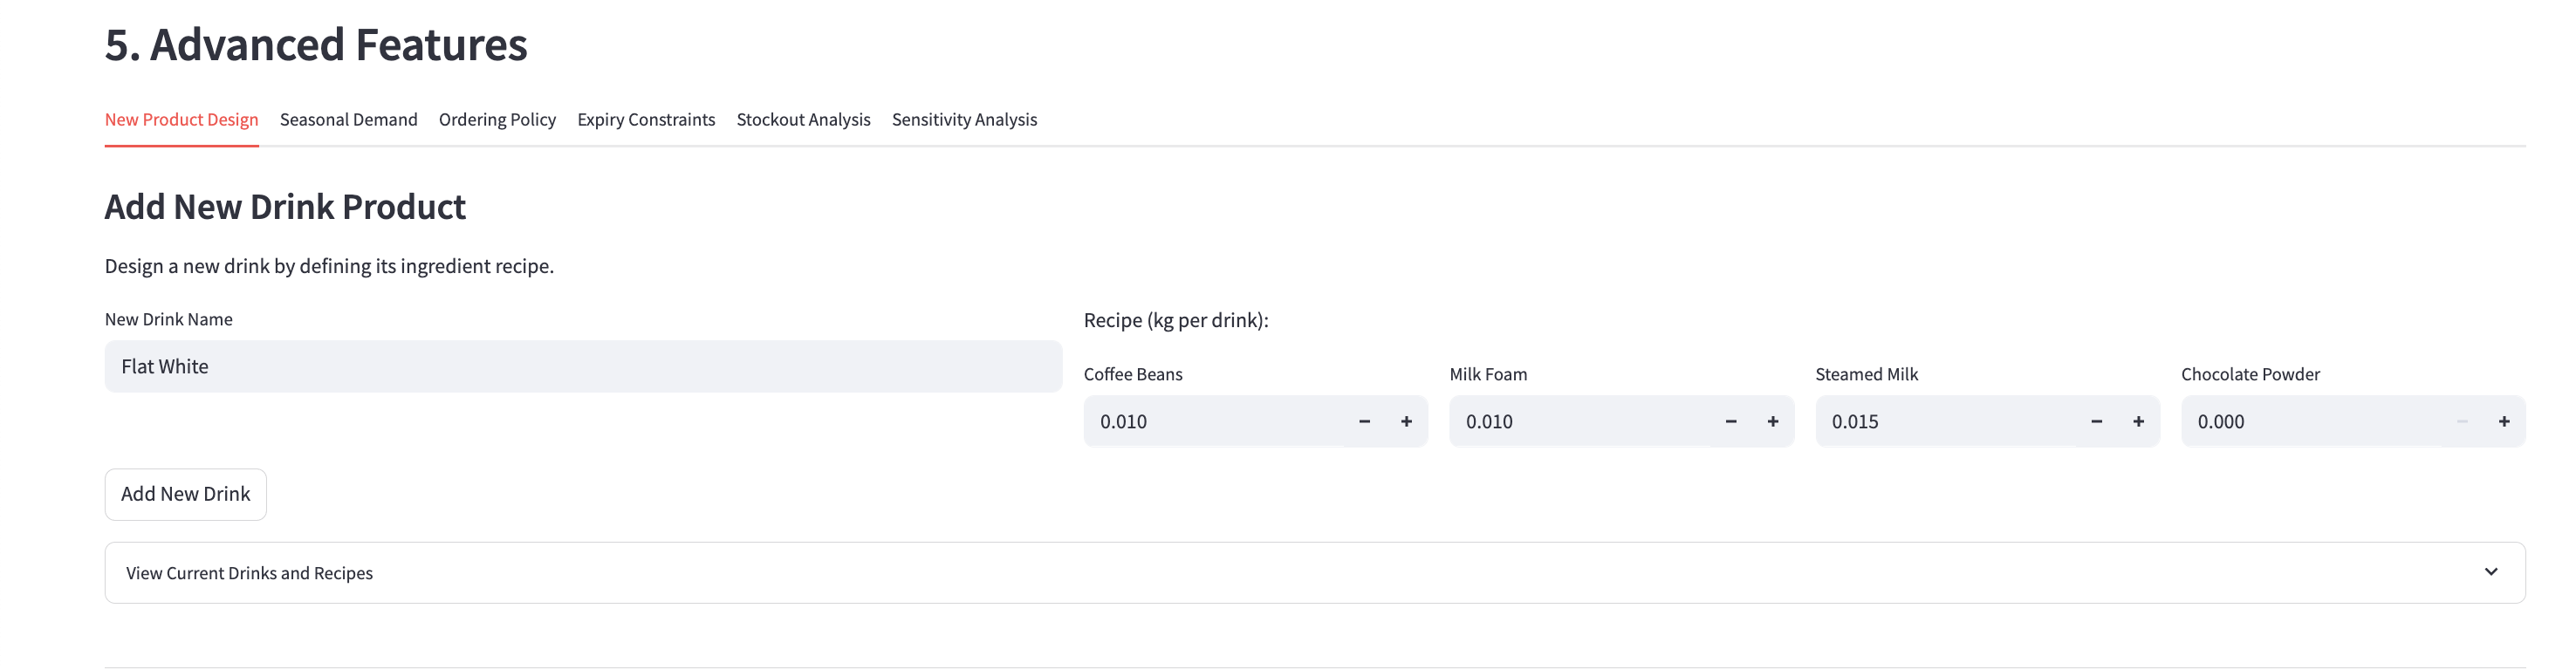 5. Advanced Features
New Product Design Seasonal Demand Ordering Policy Expiry Constraints Stockout Analysis Sensitivity Analysis
Add New Drink Product
Design a new drink by defining its ingredient recipe.
New Drink Name
Flat White
Recipe (kg per drink):
Coffee Beans Milk Foam Steamed Milk Chocolate Powder
0.010 − + 0.010 − + 0.015 − + 0.000 − +
Add New Drink
View Current Drinks and Recipes